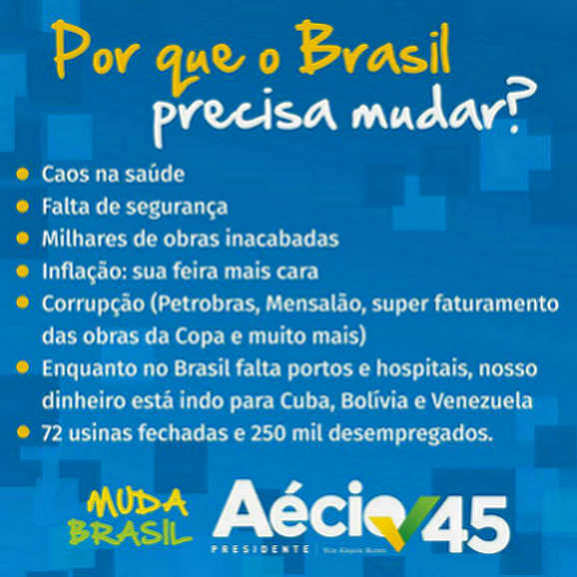 Por que o Brasil
precisa mudar?
Caos na saúde
Falta de segurança
Milhares de obras inacabadas
Inflação: sua feira mais cara
Corrupção (Petrobras, Mensalão, super faturamento
das obras da Copa e muito mais)
Enquanto no Brasil falta portos e hospitais, nosso
dinheiro está indo para Cuba, Bolívia e Venezuela
72 usinas fechadas e 250 mil desempregados.
MUDA
BRASIL
Aécio 45
PRESIDENTE